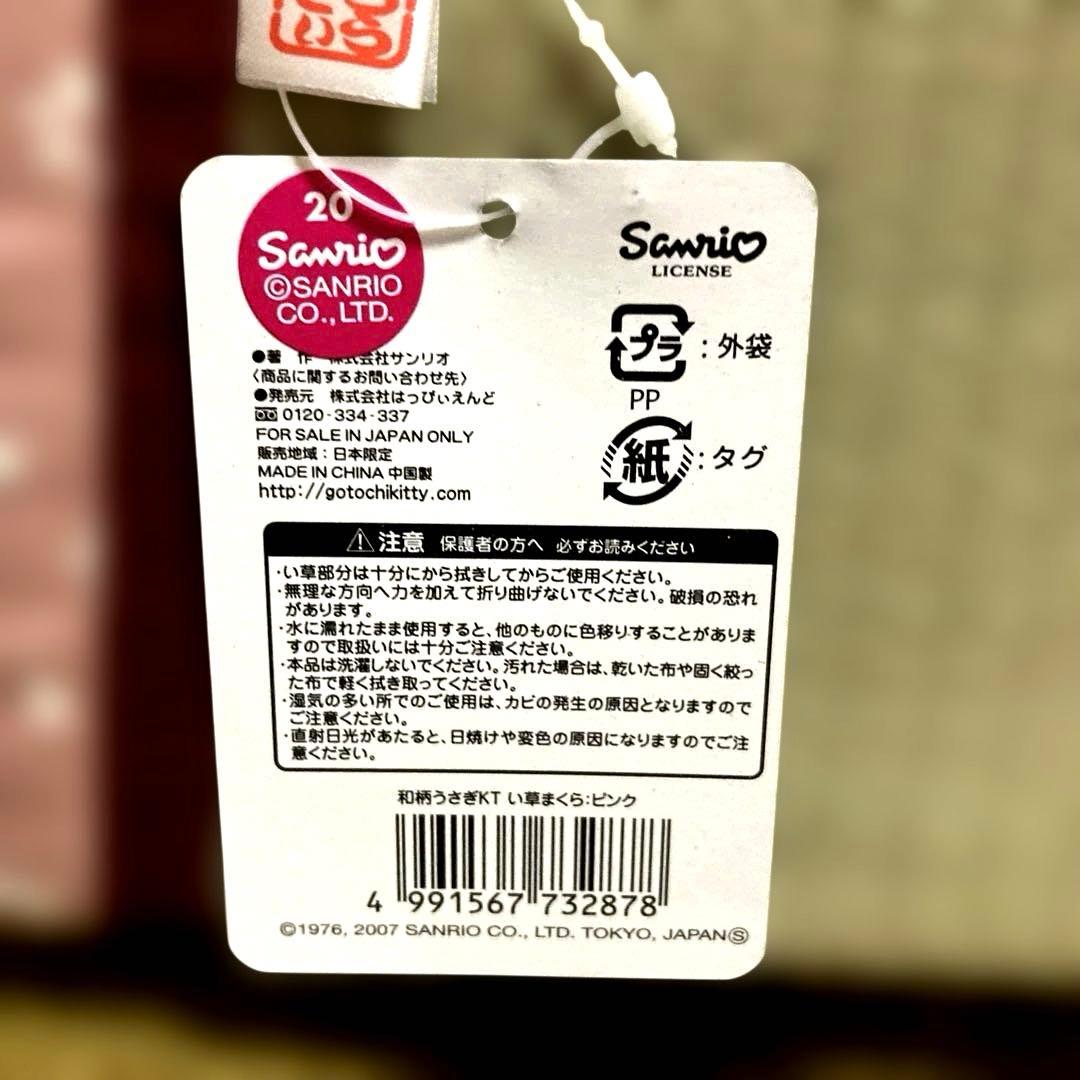 20
Sanrio
©SANRIO
CO., LTD.
Sanrio
LICENSE
プラ : 外袋
PP
紙 : タグ
●著 作 株式会社サンリオ
〈商品に関するお問い合わせ先〉
●発売元 株式会社はっぴぃえんど
0120-334-337
FOR SALE IN JAPAN ONLY
販売地域：日本限定
MADE IN CHINA 中国製
http://gotochikitty.com
⚠注意 保護者の方へ 必ずお読みください
・い草部分は十分にから拭きしてからご使用ください。
・無理な方向へ力を加えて折り曲げないでください。破損の恐れ
があります。
・水に濡れたまま使用すると、他のものに色移りすることがありま
すので取扱いには十分ご注意ください。
・本品は洗濯しないでください。汚れた場合は、乾いた布や固く絞っ
た布で軽く拭き取ってください。
・湿気の多い所でのご使用は、カビの発生の原因となりますので
ご注意ください。
・直射日光があたると、日焼けや変色の原因になりますのでご注
意ください。
和柄うさぎKT い草まくら:ピンク
4 991567 732878
©1976, 2007 SANRIO CO., LTD. TOKYO, JAPAN Ⓢ